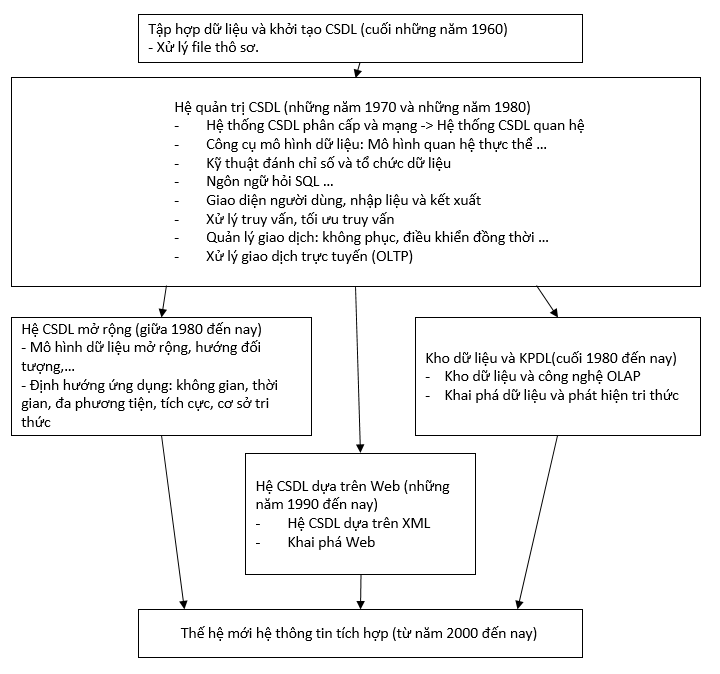 Tập hợp dữ liệu và khởi tạo CSDL (cuối những năm 1960)
- Xử lý file thô sơ.
Hệ quản trị CSDL (những năm 1970 và những năm 1980)
- Hệ thống CSDL phân cấp và mạng -> Hệ thống CSDL quan hệ
- Công cụ mô hình dữ liệu: Mô hình quan hệ thực thể ...
- Kỹ thuật đánh chỉ số và tổ chức dữ liệu
- Ngôn ngữ hỏi SQL ...
- Giao diện người dùng, nhập liệu và kết xuất
- Xử lý truy vấn, tối ưu truy vấn
- Quản lý giao dịch: không phục, điều khiển đồng thời ...
- Xử lý giao dịch trực tuyến (OLTP)
Hệ CSDL mở rộng (giữa 1980 đến nay)
- Mô hình dữ liệu mở rộng, hướng đối
tượng,...
- Định hướng ứng dụng: không gian, thời
gian, đa phương tiện, tích cực, cơ sở tri
thức
Kho dữ liệu và KPDL(cuối 1980 đến nay)
- Kho dữ liệu và công nghệ OLAP
- Khai phá dữ liệu và phát hiện tri thức
Hệ CSDL dựa trên Web (những
năm 1990 đến nay)
- Hệ CSDL dựa trên XML
- Khai phá Web
Thế hệ mới hệ thông tin tích hợp (từ năm 2000 đến nay)